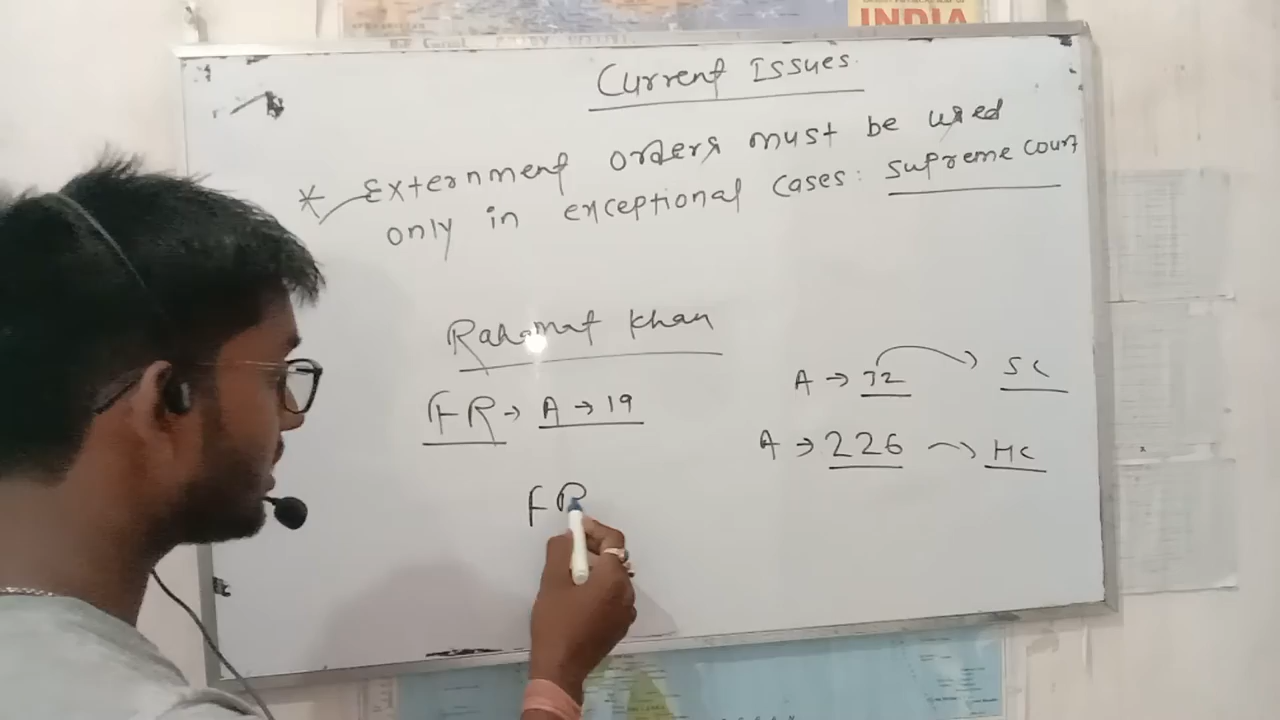 INDIA
Current Issues
* Externment orders must be used
only in exceptional cases: Supreme Court
Rahmat Khan
FR → A → 19
A → 32 → SC
A → 226 → HC
FR